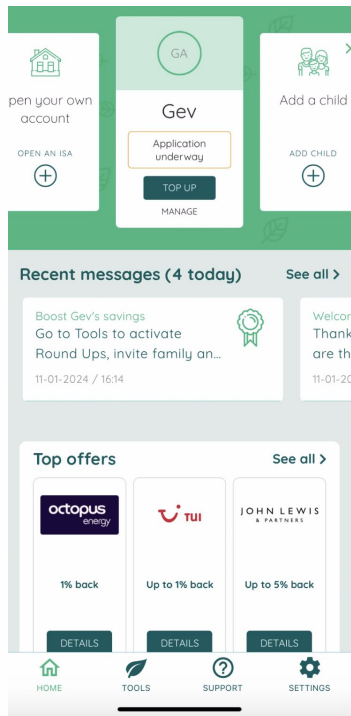 GA
pen your own
account
OPEN AN ISA
Gev
Application
underway
TOP UP
MANAGE
Add a child
ADD CHILD
Recent messages (4 today)
See all >
Boost Gev's savings
Go to Tools to activate
Round Ups, invite family an...
11-01-2024 / 16:14
Welcor
Thank
are th
11-01-20
Top offers
See all >
octopus
energy
1% back
DETAILS
TUI
Up to 1% back
DETAILS
JOHN LEWIS
& PARTNERS
Up to 5% back
DETAILS
HOME
TOOLS
SUPPORT
SETTINGS